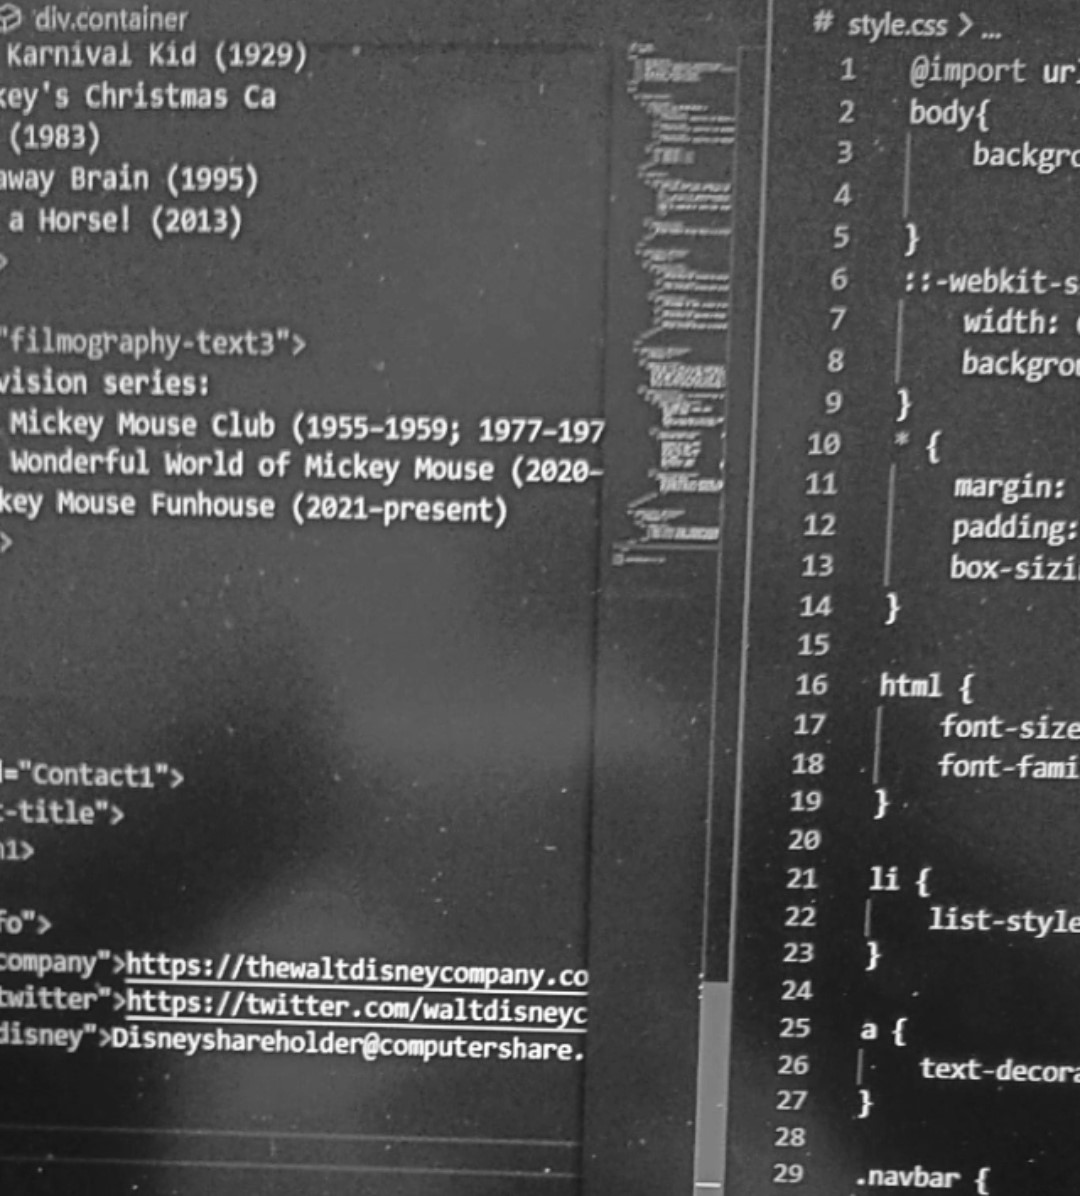 div.container
Karnival Kid (1929)
key's Christmas Ca
(1983)
away Brain (1995)
a Horse! (2013)
>
"filmography-text3">
vision series:
Mickey Mouse Club (1955-1959; 1977-197
Wonderful World of Mickey Mouse (2020-
key Mouse Funhouse (2021-present)
>
d="Contact1">
t-title">
h1>
fo">
company">https://thewaltdisneycompany.co
twitter">https://twitter.com/waltdisneyc
disney">Disneyshareholder@computershare.
# style.css > ...
1 @import url
2 body{
3 backgro
4
5 }
6 ::-webkit-s
7 width:
8 backgrou
9 }
10 * {
11 margin:
12 padding:
13 box-sizi
14 }
15
16 html {
17 font-size
18 font-fami
19 }
20
21 li {
22 list-style
23 }
24
25 a {
26 text-decora
27 }
28
29 .navbar {